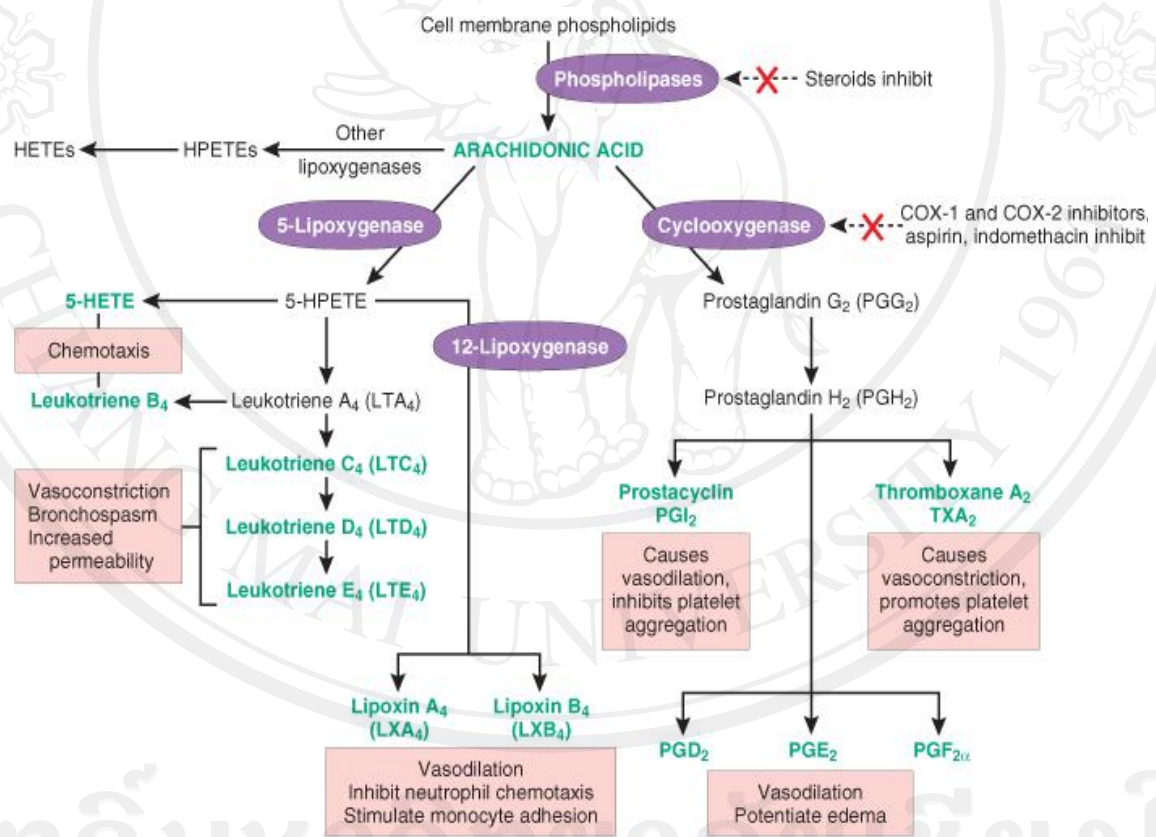 Cell membrane phospholipids
Phospholipases
Steroids inhibit
Other
lipoxygenases
HETEs
HPETEs
ARACHIDONIC ACID
5-Lipoxygenase
Cyclooxygenase
COX-1 and COX-2 inhibitors,
aspirin, indomethacin inhibit
5-HETE
5-HPETE
Prostaglandin G₂ (PGG₂)
12-Lipoxygenase
Chemotaxis
Leukotriene B₄
Leukotriene A₄ (LTA₄)
Prostaglandin H₂ (PGH₂)
Leukotriene C₄ (LTC₄)
Leukotriene D₄ (LTD₄)
Leukotriene E₄ (LTE₄)
Vasoconstriction
Bronchospasm
Increased
permeability
Prostacyclin
PGI₂
Causes
vasodilation,
inhibits platelet
aggregation
Thromboxane A₂
TXA₂
Causes
vasoconstriction,
promotes platelet
aggregation
Lipoxin A₄
(LXA₄)
Lipoxin B₄
(LXB₄)
Vasodilation
Inhibit neutrophil chemotaxis
Stimulate monocyte adhesion
PGD₂
PGE₂
PGF₂α
Vasodilation
Potentiate edema
CHIANG MAI UNIVERSITY 196